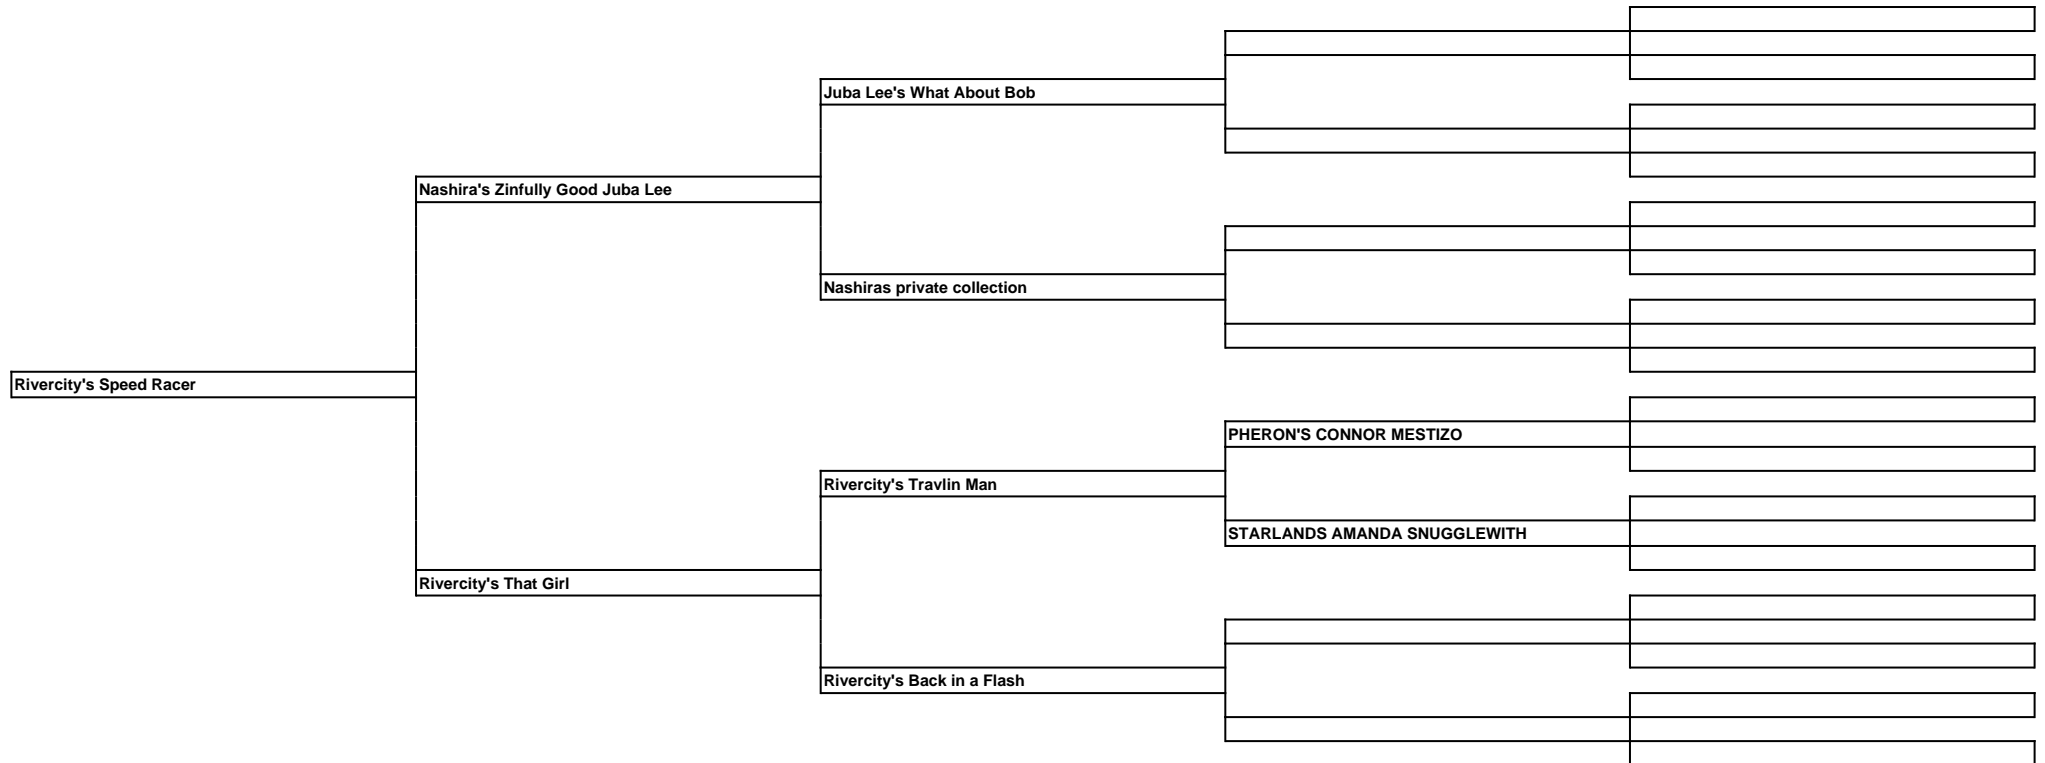 Juba Lee's What About Bob
Nashira's Zinfully Good Juba Lee
Nashiras private collection
Rivercity's Speed Racer
PHERON'S CONNOR MESTIZO
Rivercity's Travlin Man
STARLANDS AMANDA SNUGGLEWITH
Rivercity's That Girl
Rivercity's Back in a Flash